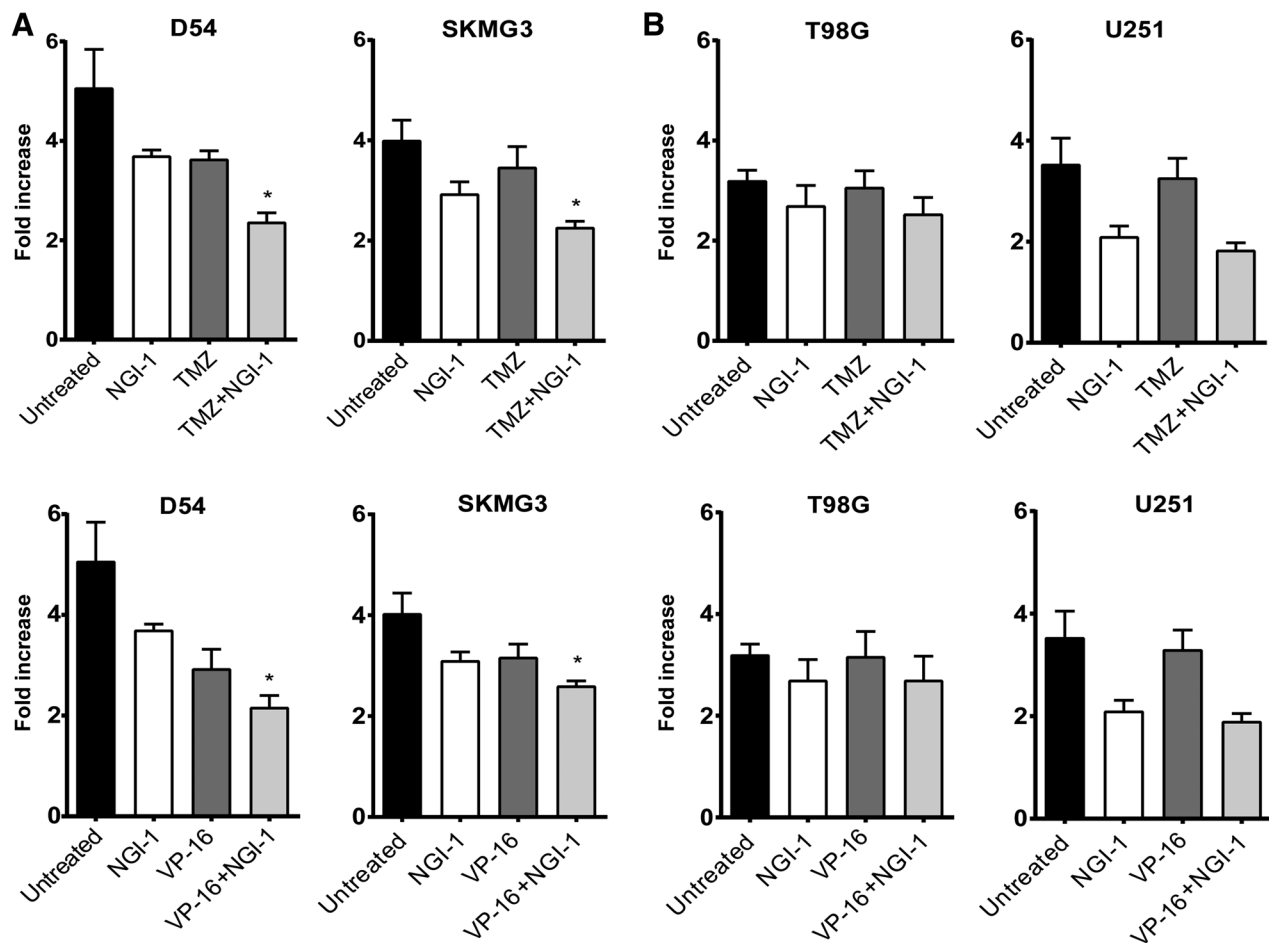 A
D54
Fold increase
6
4
2
0
*
Untreated
NGI-1
TMZ
TMZ+NGI-1
SKMG3
6
4
2
0
*
Untreated
NGI-1
TMZ
TMZ+NGI-1
B
T98G
Fold increase
6
4
2
0
Untreated
NGI-1
TMZ
TMZ+NGI-1
U251
6
4
2
0
Untreated
NGI-1
TMZ
TMZ+NGI-1
D54
Fold increase
6
4
2
0
*
Untreated
NGI-1
VP-16
VP-16+NGI-1
SKMG3
6
4
2
0
*
Untreated
NGI-1
VP-16
VP-16+NGI-1
T98G
Fold increase
6
4
2
0
Untreated
NGI-1
VP-16
VP-16+NGI-1
U251
6
4
2
0
Untreated
NGI-1
VP-16
VP-16+NGI-1